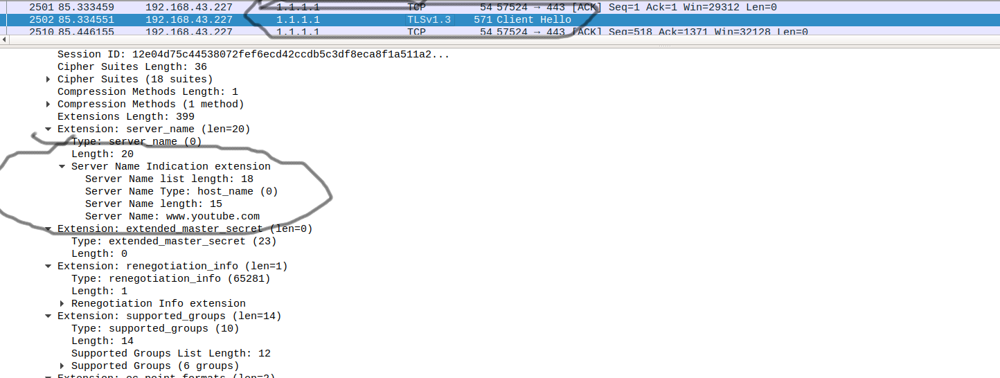 2501 85.333459 192.168.43.227 1.1.1.1 TCP 54 57524 → 443 [ACK] Seq=1 Ack=1 Win=29312 Len=0
2502 85.334551 192.168.43.227 1.1.1.1 TLSv1.3 571 Client Hello
2510 85.446155 192.168.43.227 1.1.1.1 TCP 54 57524 → 443 [ACK] Seq=518 Ack=1371 Win=32128 Len=0
Session ID: 12e04d75c44538072fef6ecd42ccdb5c3df8eca8f1a511a2...
Cipher Suites Length: 36
Cipher Suites (18 suites)
Compression Methods Length: 1
Compression Methods (1 method)
Extensions Length: 399
Extension: server_name (len=20)
Type: server_name (0)
Length: 20
Server Name Indication extension
Server Name list length: 18
Server Name Type: host_name (0)
Server Name length: 15
Server Name: www.youtube.com
Extension: extended_master_secret (len=0)
Type: extended_master_secret (23)
Length: 0
Extension: renegotiation_info (len=1)
Type: renegotiation_info (65281)
Length: 1
Renegotiation Info extension
Extension: supported_groups (len=14)
Type: supported_groups (10)
Length: 14
Supported Groups List Length: 12
Supported Groups (6 groups)
Extension: ec_point_formats (len=2)